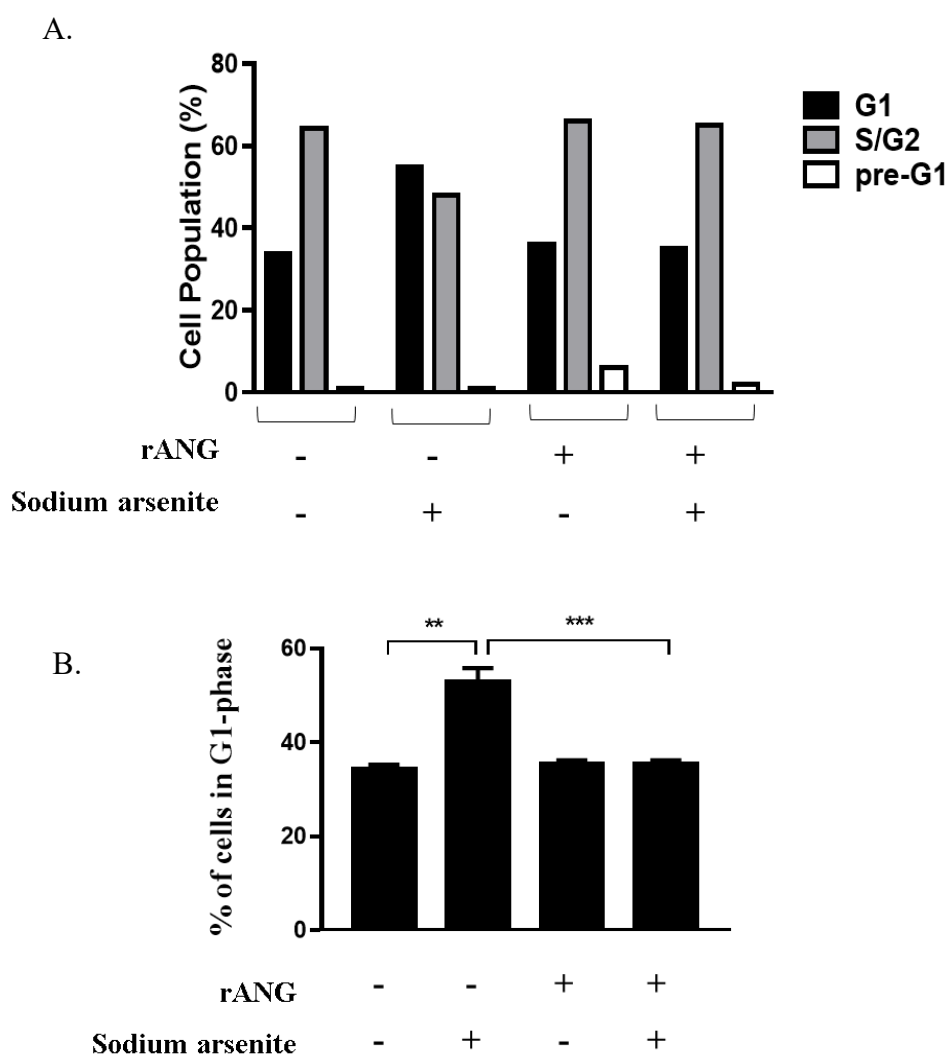 A.
Cell Population (%)
80
60
40
20
0
G1
S/G2
pre-G1
rANG - - + +
Sodium arsenite - + - +
B.
% of cells in G1-phase
60
40
20
0
** ***
rANG - - + +
Sodium arsenite - + - +